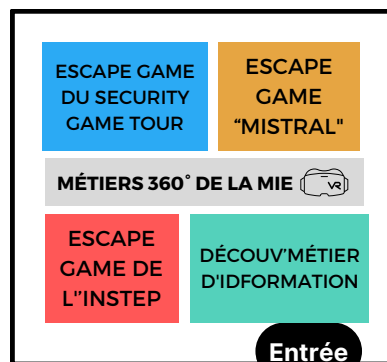 ESCAPE GAME
DU SECURITY
GAME TOUR
ESCAPE
GAME
“MISTRAL"
MÉTIERS 360° DE LA MIE
VR
ESCAPE
GAME DE
L'’INSTEP
DÉCOUV’MÉTIER
D'IDFORMATION
Entrée